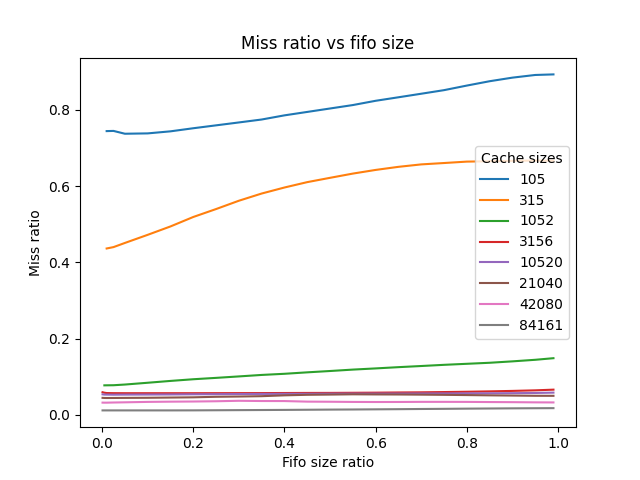 Miss ratio vs fifo size
Miss ratio
0.8
0.6
0.4
0.2
0.0
Cache sizes
105
315
1052
3156
10520
21040
42080
84161
0.0 0.2 0.4 0.6 0.8 1.0
Fifo size ratio